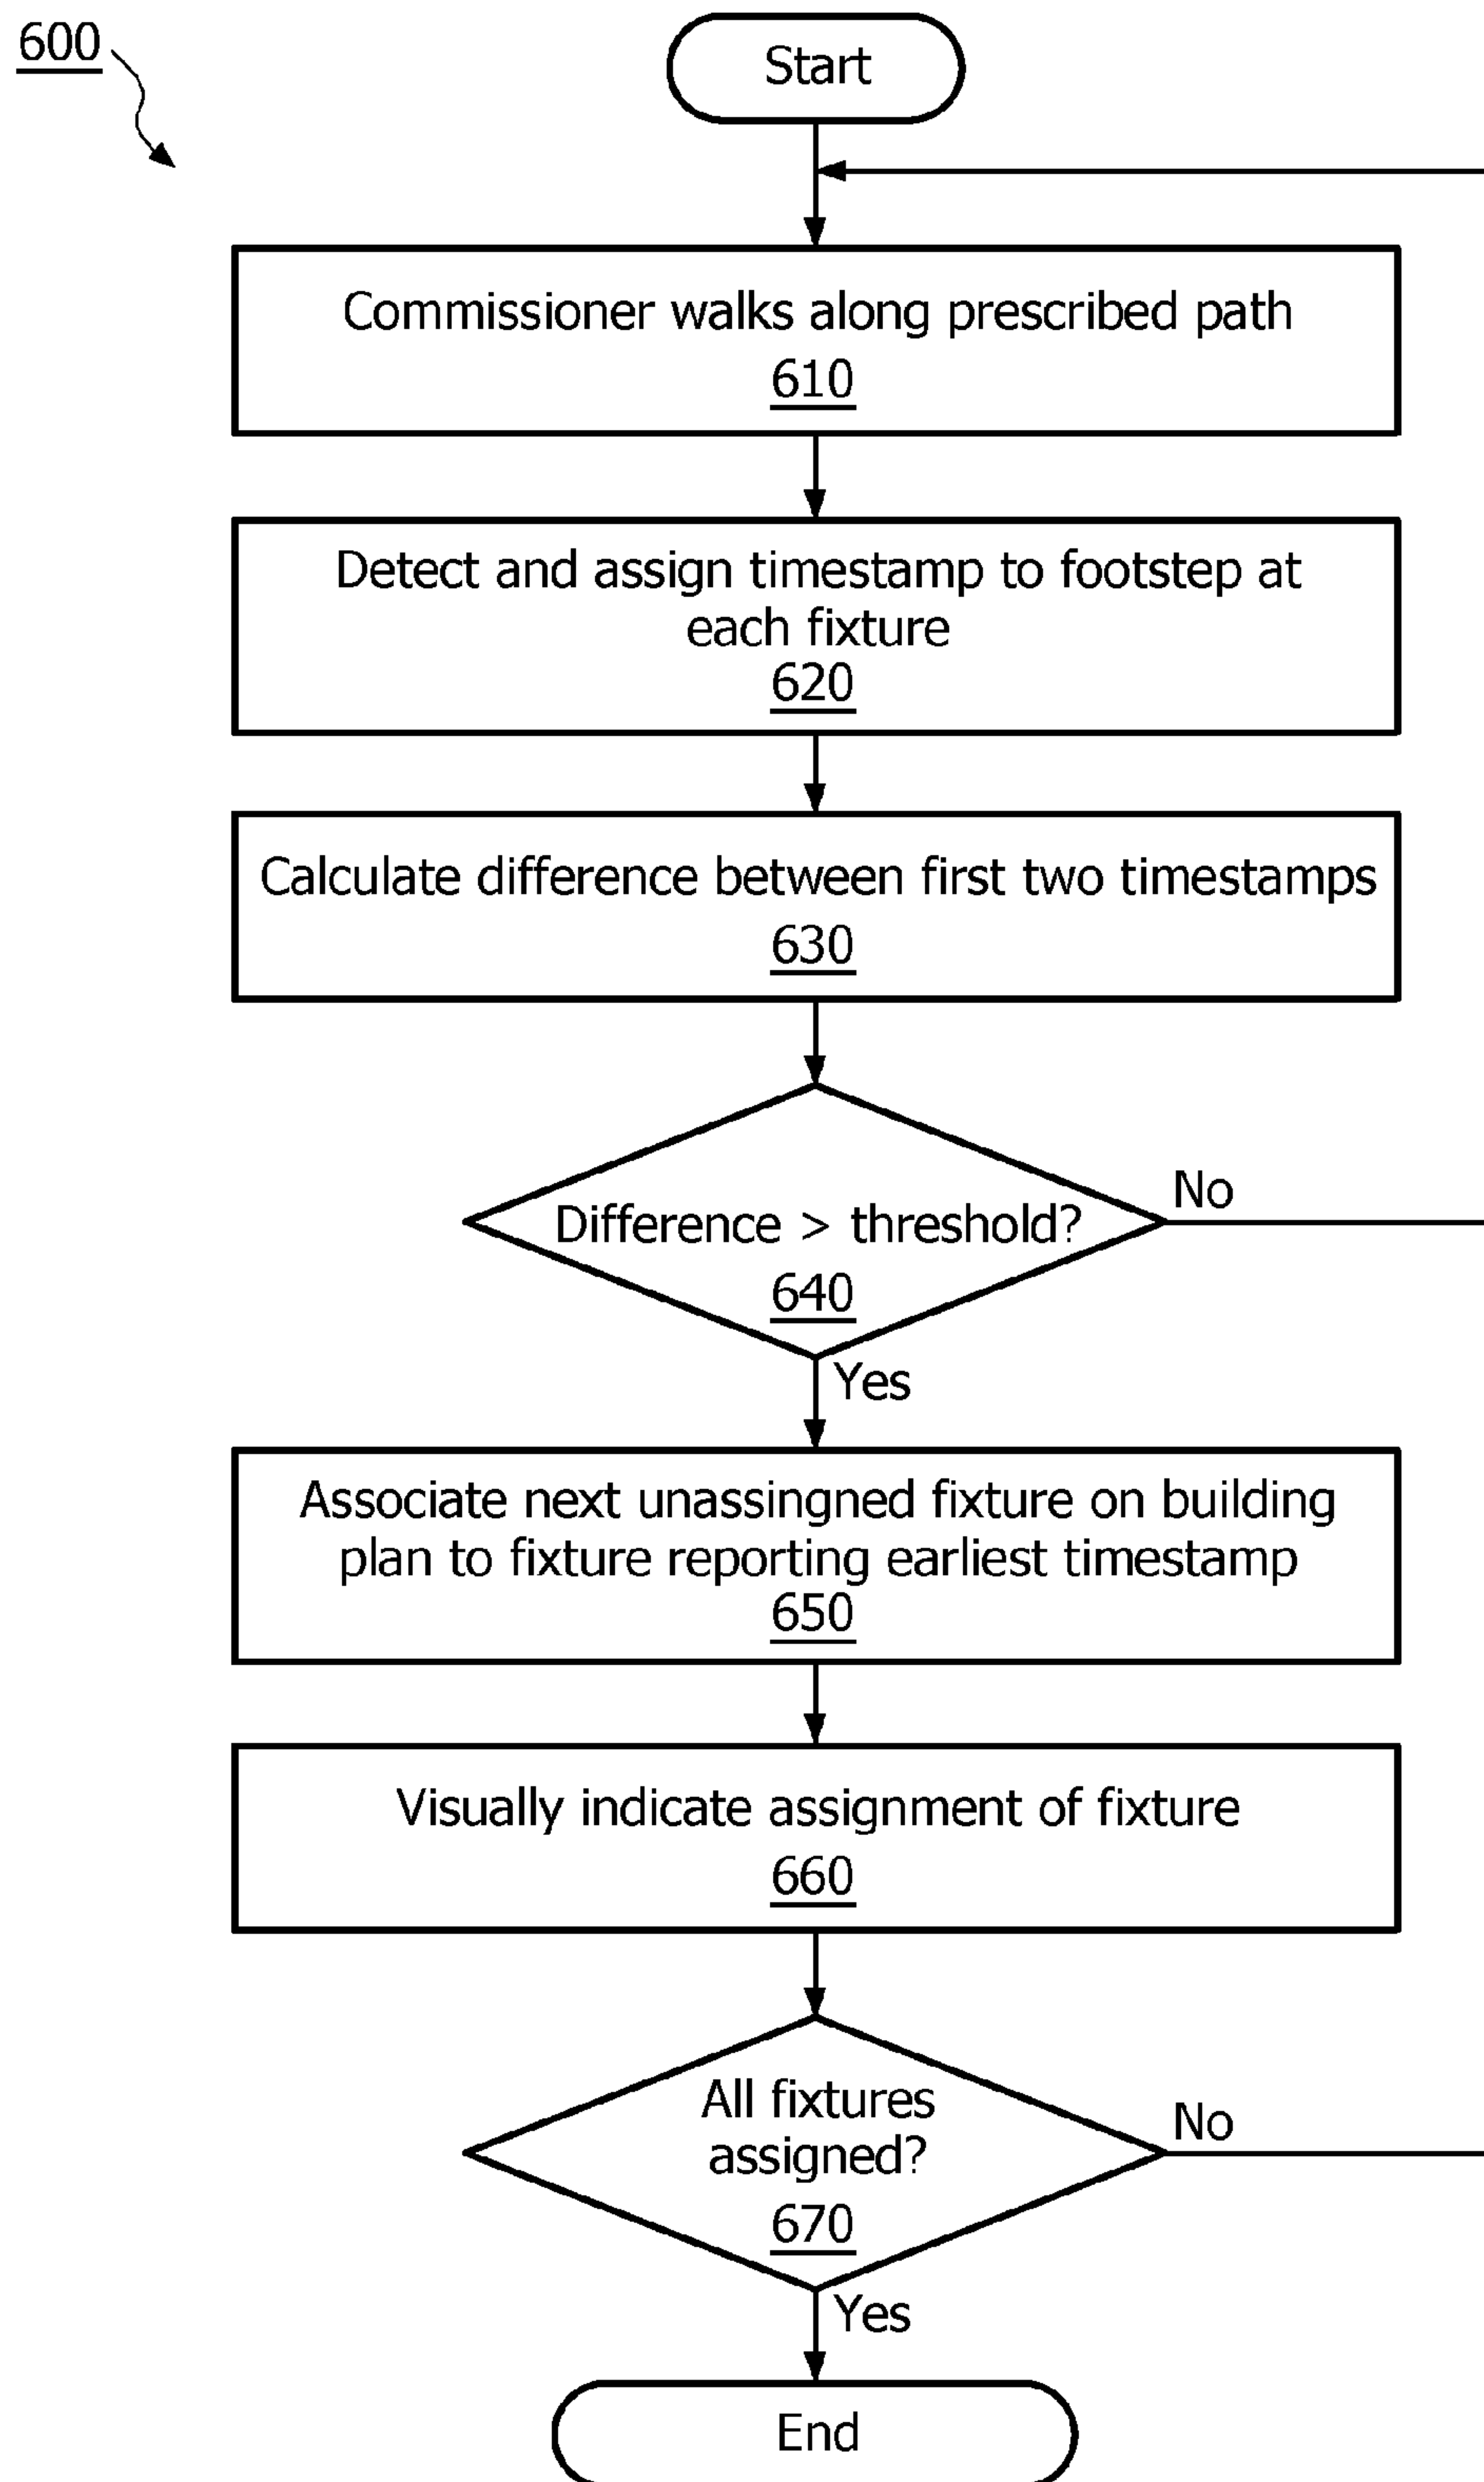 600
Start
Commissioner walks along prescribed path
610
Detect and assign timestamp to footstep at
each fixture
620
Calculate difference between first two timestamps
630
Difference > threshold?
640
No
Yes
Associate next unassingned fixture on building
plan to fixture reporting earliest timestamp
650
Visually indicate assignment of fixture
660
All fixtures
assigned?
670
No
Yes
End